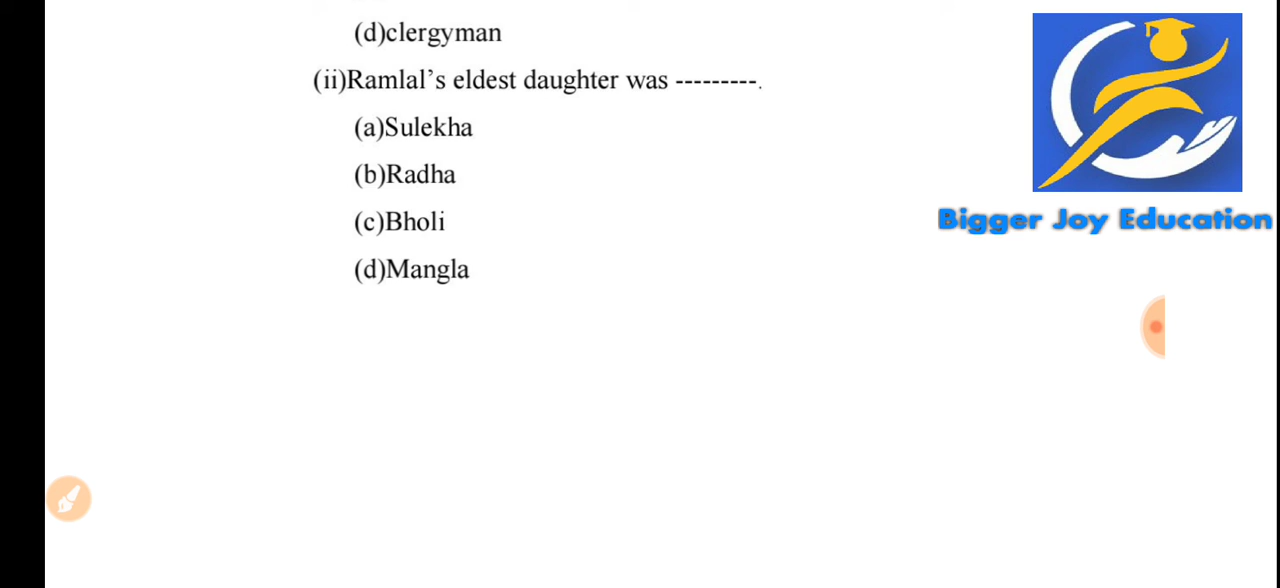 (d)clergyman
(ii)Ramlal’s eldest daughter was ---------.
(a)Sulekha
(b)Radha
(c)Bholi
(d)Mangla
Bigger Joy Education